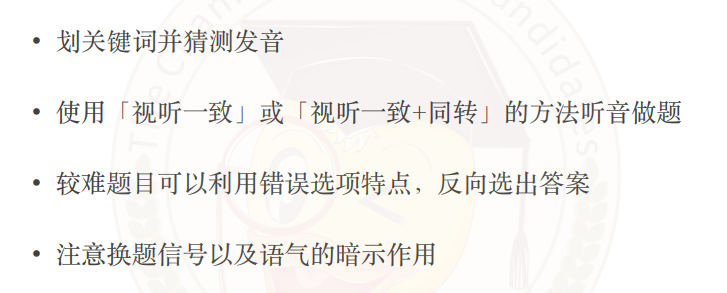 • 划关键词并猜测发音
• 使用「视听一致」或「视听一致+同转」的方法听音做题
• 较难题目可以利用错误选项特点，反向选出答案
• 注意换题信号以及语气的暗示作用